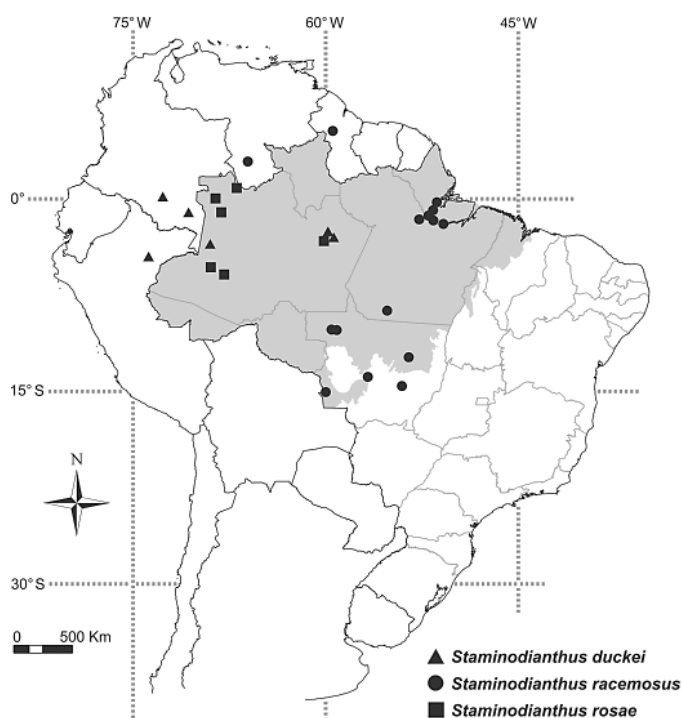 75°W 60°W 45°W
0°
15°S
N
30°S
0 500 Km
Staminodianthus duckei
Staminodianthus racemosus
Staminodianthus rosae